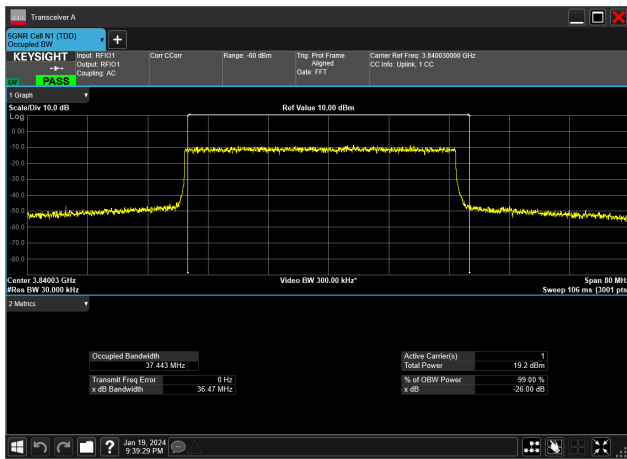 Transceiver A
5GNR Cell N1 (TDD)
Occupied BW
+
KEYSIGHT
PASS
Input: RFIO1
Output: RFIO1
Coupling: AC
Corr CCorr
Range: -60 dBm
Trig: Prot Frame
Aligned
Gate: FFT
Carrier Ref Freq: 3.840030000 GHz
CC Info: Uplink, 1 CC
1 Graph
Scale/Div 10.0 dB
Ref Value 10.00 dBm
Log
0.00
-10.0
-20.0
-30.0
-40.0
-50.0
-60.0
-70.0
-80.0
Center 3.84003 GHz
Video BW 300.00 kHz*
Span 80 MHz
#Res BW 30.000 kHz
Sweep 106 ms (3001 pts
2 Metrics
Occupied Bandwidth
37.443 MHz
Transmit Freq Error 0 Hz
x dB Bandwidth 36.47 MHz
Active Carrier(s) 1
Total Power 19.2 dBm
% of OBW Power 99.00 %
x dB -26.00 dB
?
Jan 19, 2024
9:39:29 PM